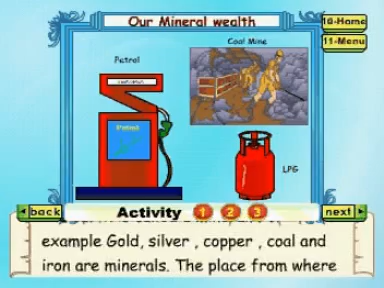 Our Mineral wealth
10-Home
11-Menu
Coal Mine
Petrol
Petrol
LPG
back
Activity 1 2 3
next
example Gold, silver , copper , coal and
iron are minerals. The place from where